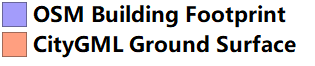 OSM Building Footprint
CityGML Ground Surface